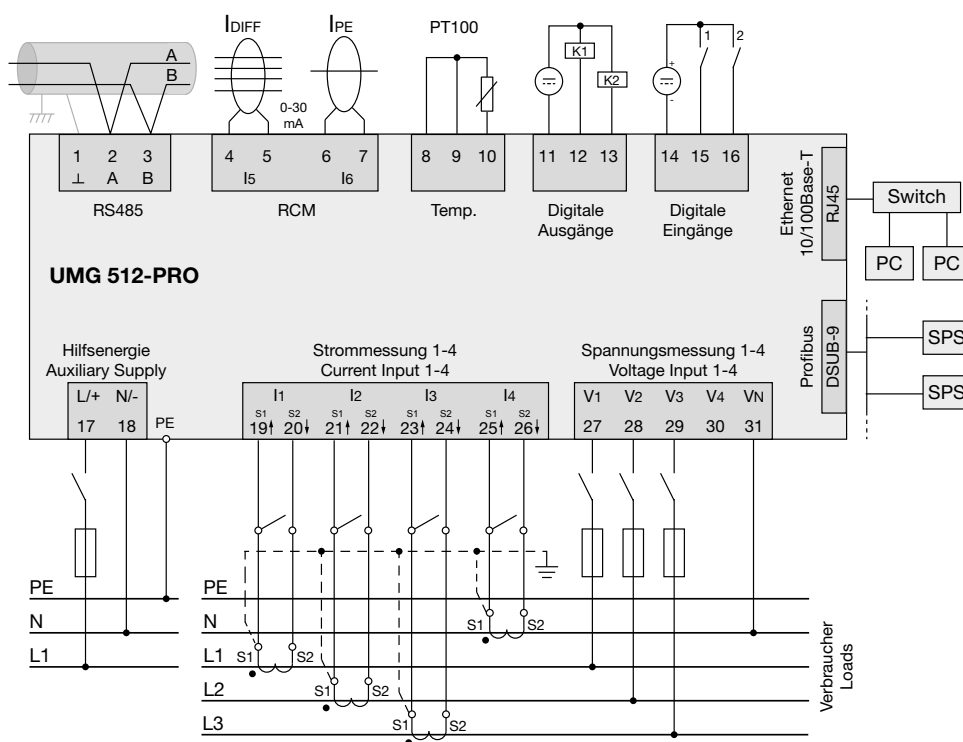 IDIFF
IPE
PT100
A
B
0-30
mA
K1
K2
+
-
1
2
1 2 3
⊥ A B
RS485
4 5 6 7
I5 I6
RCM
8 9 10
Temp.
11 12 13
Digitale
Ausgänge
14 15 16
Digitale
Eingänge
Ethernet
10/100Base-T
RJ45
Switch
PC PC
UMG 512-PRO
Profibus
DSUB-9
SPS
SPS
Hilfsenergie
Auxiliary Supply
L/+ N/-
17 18
PE
Strommessung 1-4
Current Input 1-4
I1 I2 I3 I4
S1 S2 S1 S2 S1 S2 S1 S2
19 20 21 22 23 24 25 26
Spannungsmessung 1-4
Voltage Input 1-4
V1 V2 V3 V4 VN
27 28 29 30 31
PE
N
L1
PE
N
S1 S2
L1
S1 S2
L2
S1 S2
L3
S1 S2
Verbraucher
Loads